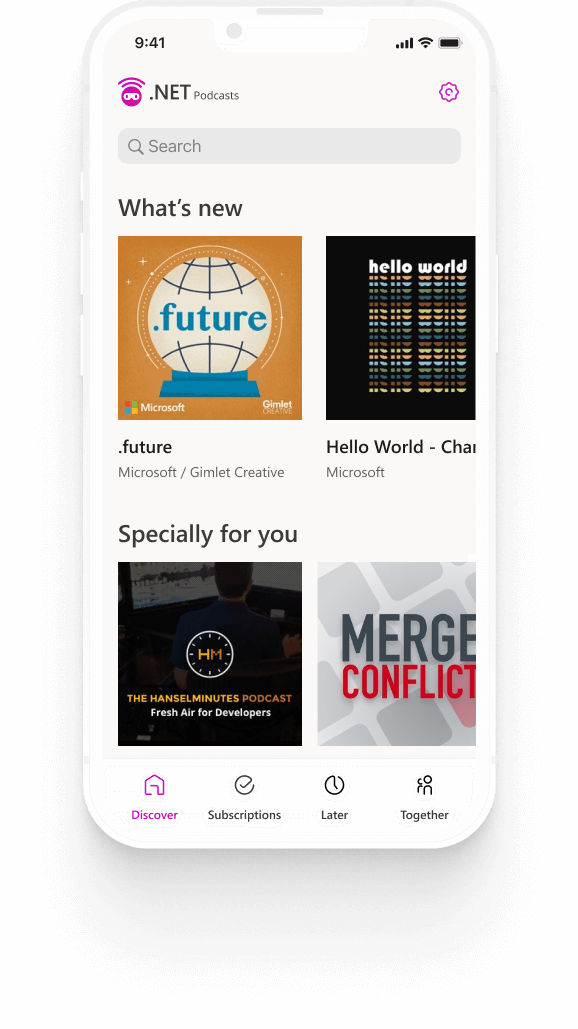 9:41
.NET Podcasts
Search
What's new
.future
Microsoft
Gimlet
CREATIVE
hello world
.future
Microsoft / Gimlet Creative
Hello World - Cha
Microsoft
Specially for you
HM
THE HANSELMINUTES PODCAST
Fresh Air for Developers
MERGE
CONFLICT
Discover
Subscriptions
Later
Together